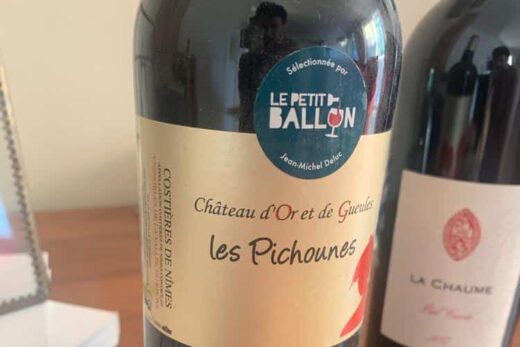 Sélectionnée par
LE PETIT
BALLON
Jean-Michel Deluc
Château d'Or et de Gueules
les Pichounes
COSTIÈRES DE NÎMES
LA CHAUME